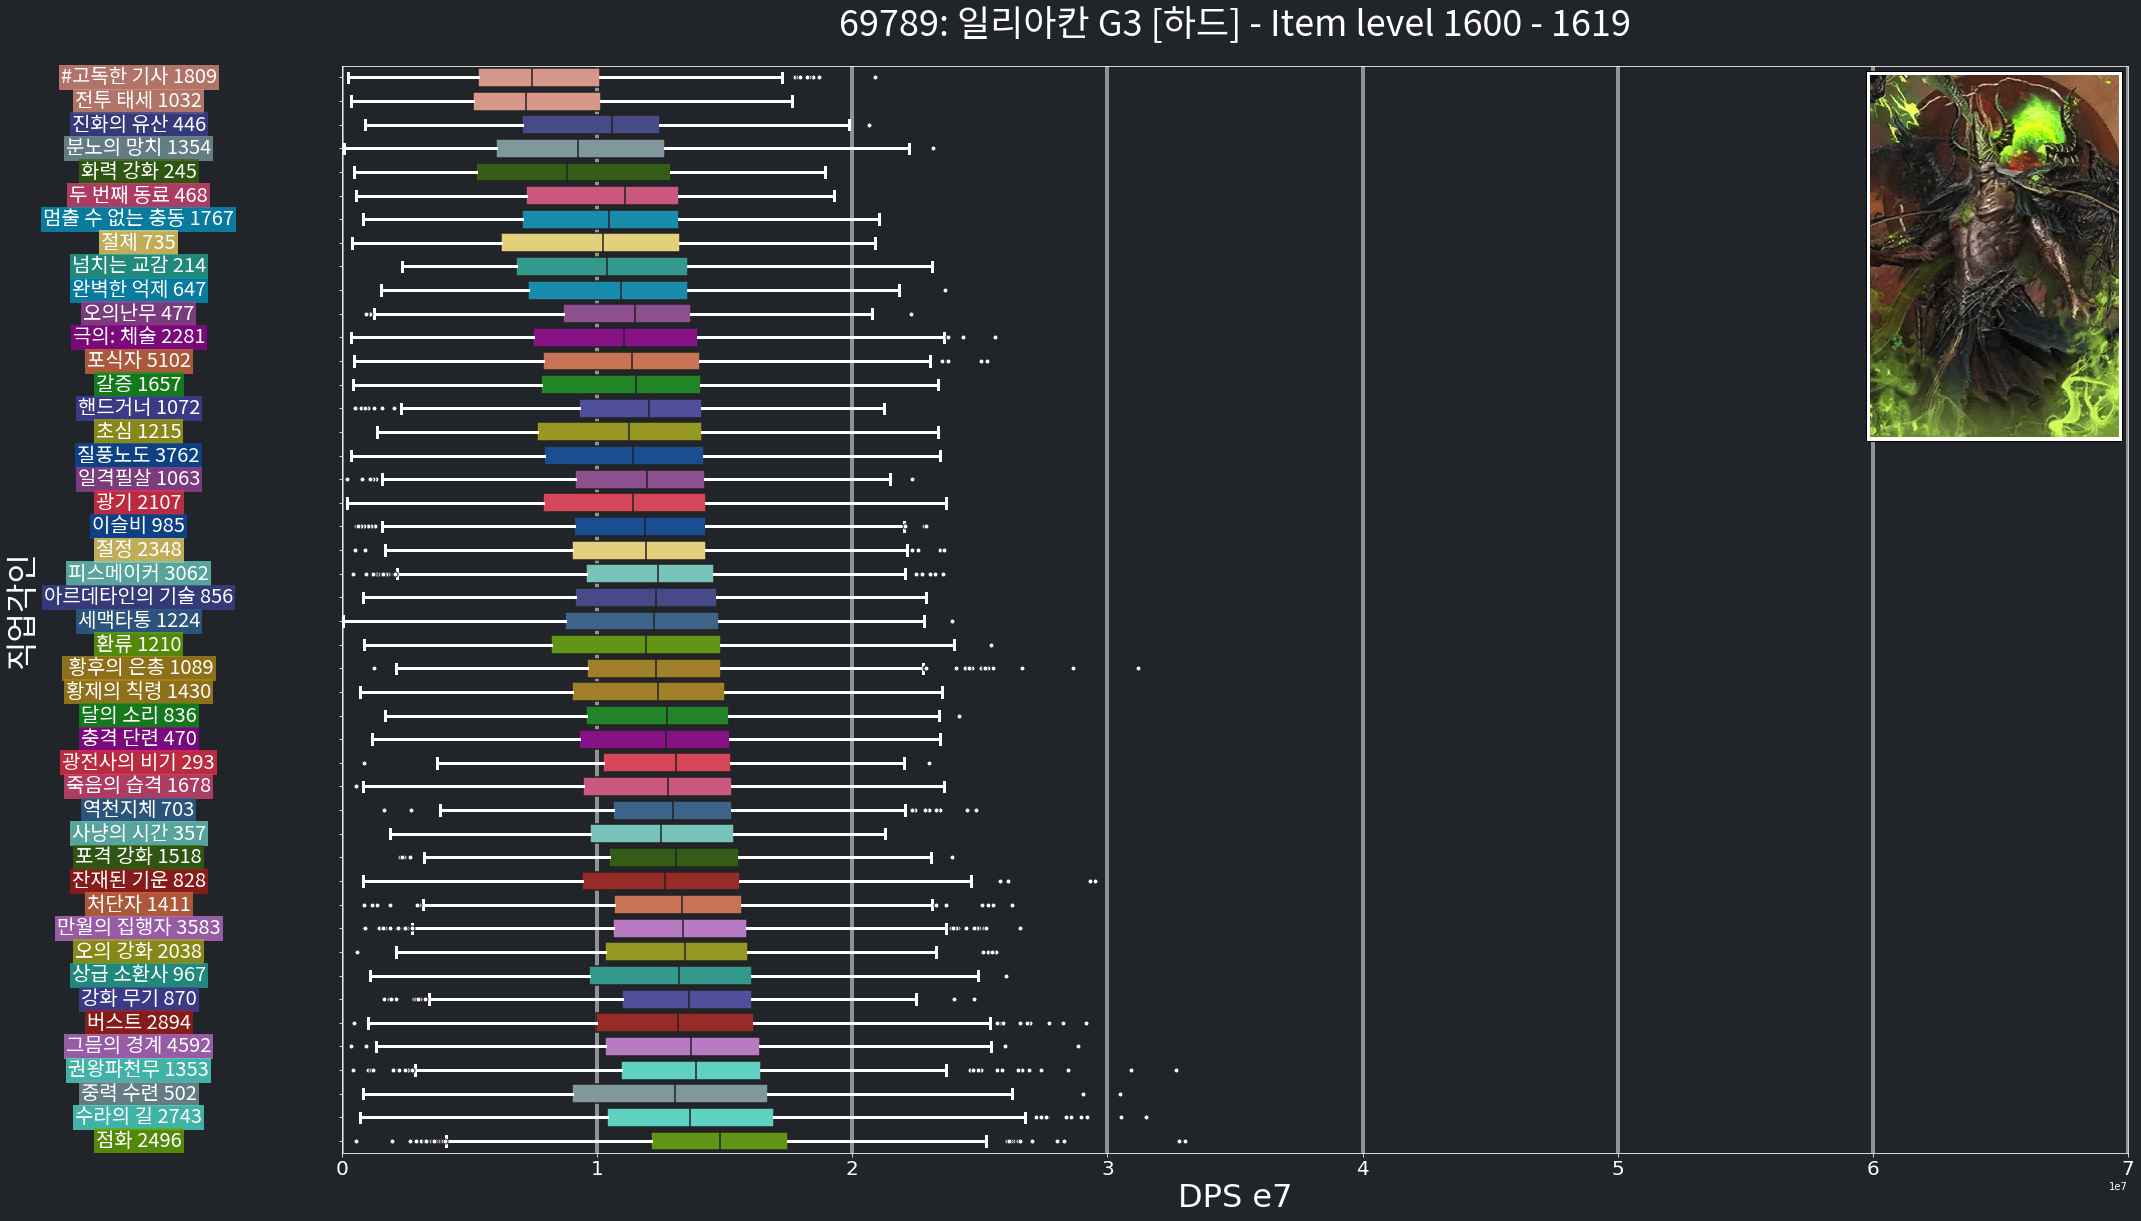 69789: 일리아칸 G3 [하드] - Item level 1600 - 1619
#고독한 기사 1809
전투 태세 1032
진화의 유산 446
분노의 망치 1354
화력 강화 245
두 번째 동료 468
멈출 수 없는 충동 1767
절제 735
넘치는 교감 214
완벽한 억제 647
오의난무 477
극의: 체술 2281
포식자 5102
갈증 1657
핸드거너 1072
초심 1215
질풍노도 3762
일격필살 1063
광기 2107
이슬비 985
절정 2348
피스메이커 3062
아르데타인의 기술 856
세맥타통 1224
환류 1210
황후의 은총 1089
황제의 칙령 1430
달의 소리 836
충격 단련 470
광전사의 비기 293
죽음의 습격 1678
역천지체 703
사냥의 시간 357
포격 강화 1518
잔재된 기운 828
처단자 1411
만월의 집행자 3583
오의 강화 2038
상급 소환사 967
강화 무기 870
버스트 2894
그믐의 경계 4592
권왕파천무 1353
중력 수련 502
수라의 길 2743
점화 2496
직업각인
0 1 2 3 4 5 6 7
DPS e7
1e7